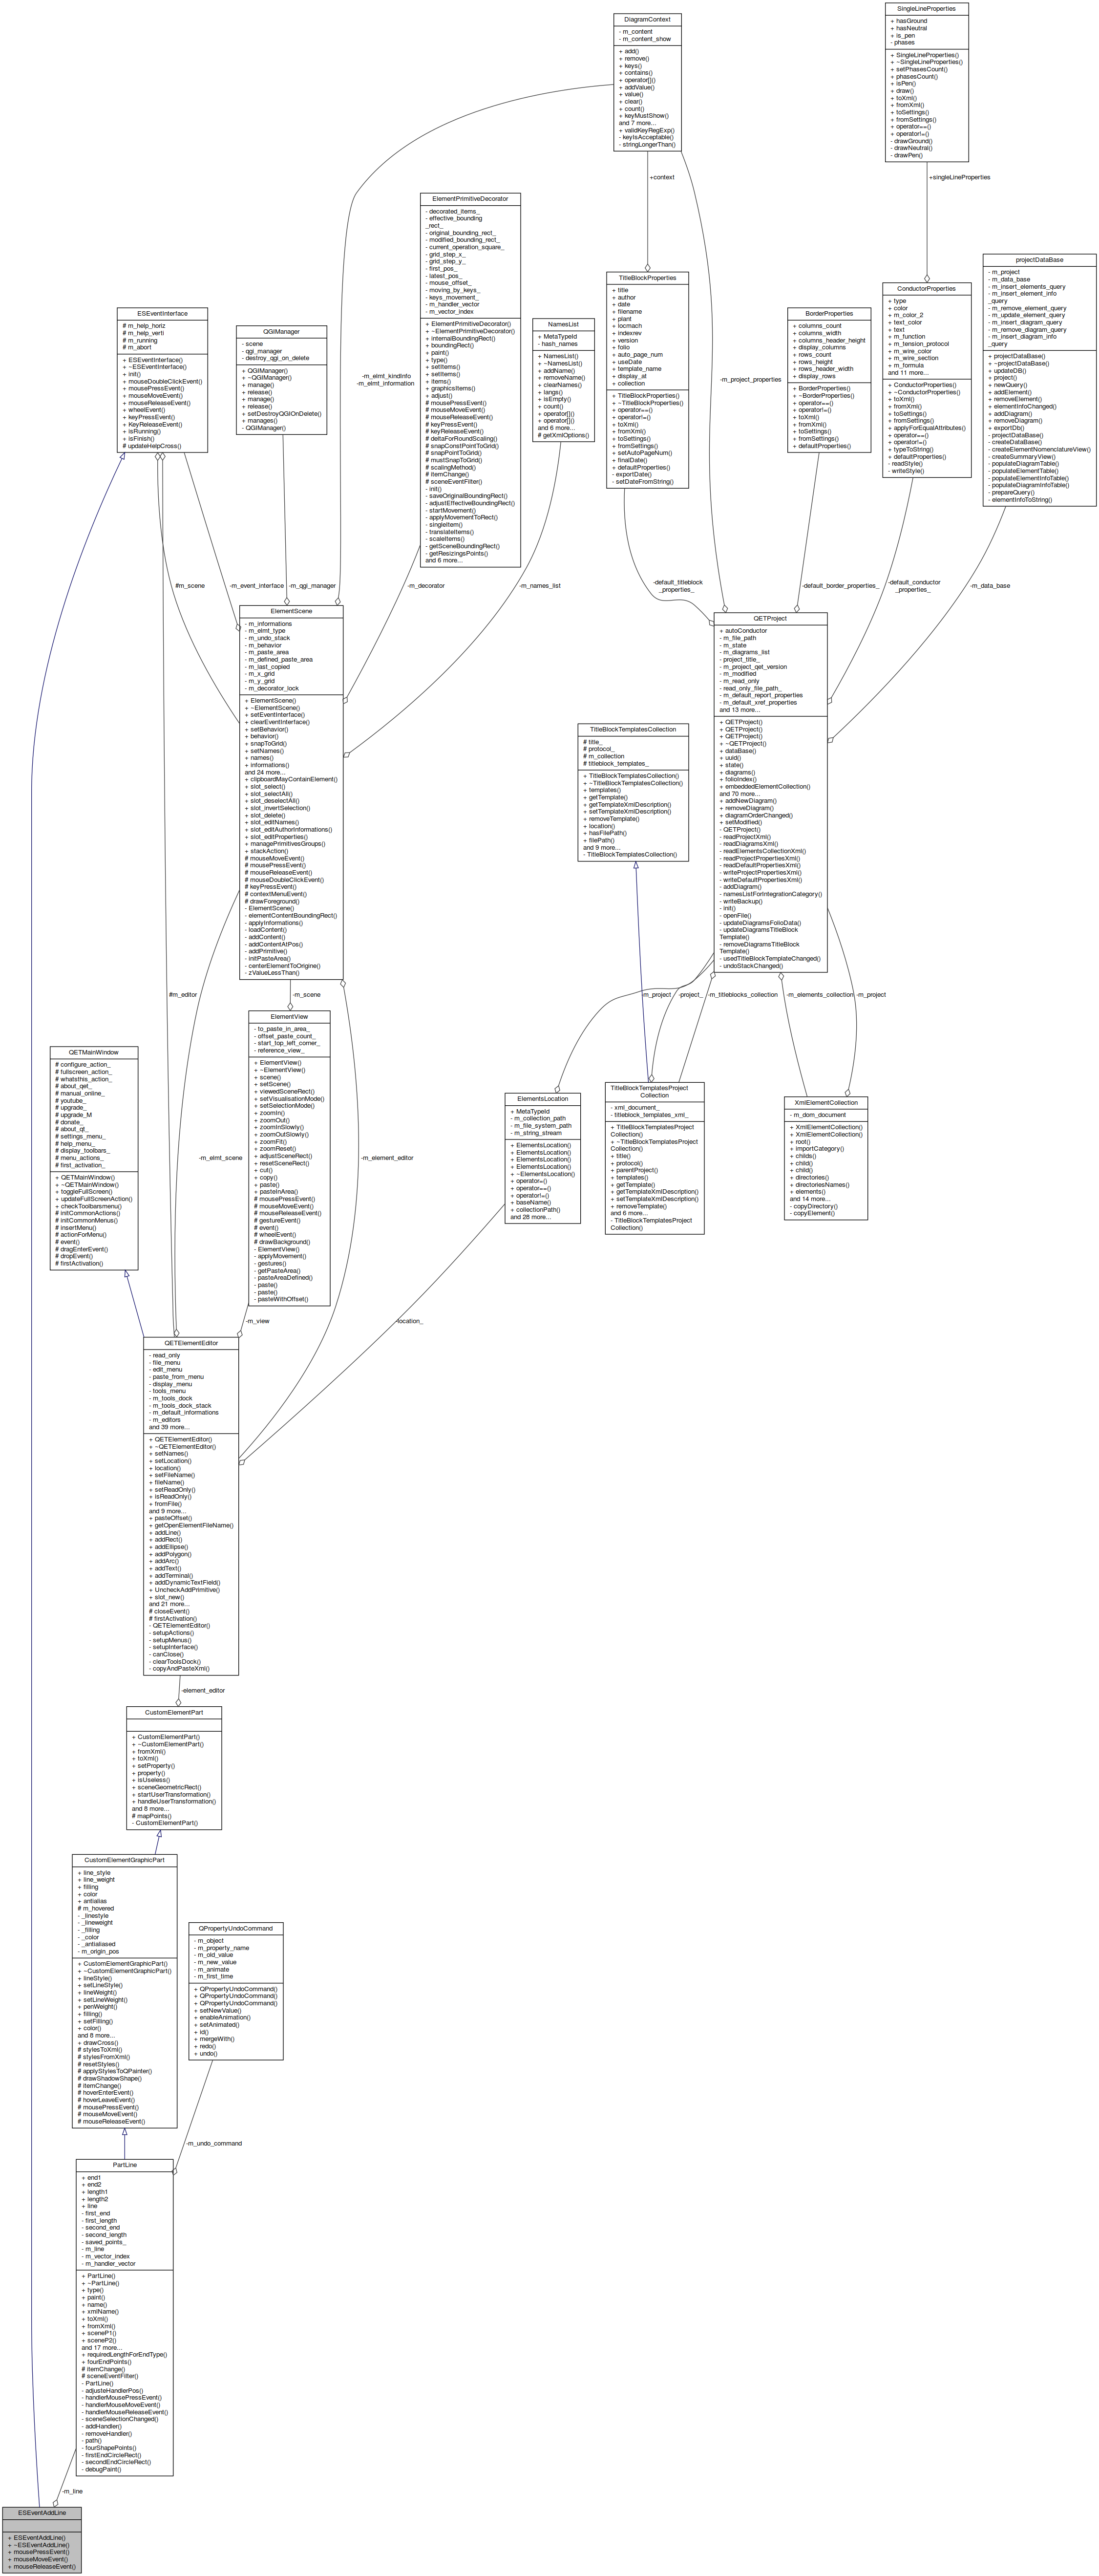 DiagramContext
- m_content
- m_content_show
+ add()
+ remove()
+ keys()
+ contains()
+ operator[]()
+ addValue()
+ value()
+ clear()
+ count()
+ keyMustShow()
and 7 more...
+ validKeyRegExp()
- keyIsAcceptable()
- stringLongerThan()
SingleLineProperties
+ hasGround
+ hasNeutral
+ is_pen
- phases
+ SingleLineProperties()
+ ~SingleLineProperties()
+ setPhasesCount()
+ phasesCount()
+ isPen()
+ draw()
+ toXml()
+ fromXml()
+ toSettings()
+ fromSettings()
+ operator==()
+ operator!=()
- drawGround()
- drawNeutral()
- drawPen()
+context
+singleLineProperties
ElementPrimitiveDecorator
- decorated_items_
- effective_bounding
_rect_
- original_bounding_rect_
- modified_bounding_rect_
- current_operation_square_
- grid_step_x_
- grid_step_y_
- first_pos_
- latest_pos_
- mouse_offset_
- moving_by_keys_
- keys_movement_
- m_handler_vector
- m_vector_index
+ ElementPrimitiveDecorator()
+ ~ElementPrimitiveDecorator()
+ internalBoundingRect()
+ boundingRect()
+ paint()
+ type()
+ setItems()
+ setItems()
+ items()
+ graphicsItems()
+ adjust()
# mousePressEvent()
# mouseMoveEvent()
# mouseReleaseEvent()
# keyPressEvent()
# keyReleaseEvent()
# deltaForRoundScaling()
# snapConstPointToGrid()
# snapPointToGrid()
# mustSnapToGrid()
# scalingMethod()
# itemChange()
# sceneEventFilter()
- init()
- saveOriginalBoundingRect()
- adjustEffectiveBoundingRect()
- startMovement()
- applyMovementToRect()
- singleItem()
- translateItems()
- scaleItems()
- getSceneBoundingRect()
- getResizingsPoints()
and 6 more...
projectDataBase
- m_project
- m_data_base
- m_insert_elements_query
- m_insert_element_info
_query
- m_remove_element_query
- m_update_element_query
- m_insert_diagram_query
- m_remove_diagram_query
- m_insert_diagram_info
_query
+ projectDataBase()
+ ~projectDataBase()
+ updateDB()
+ project()
+ newQuery()
+ addElement()
+ removeElement()
+ elementInfoChanged()
+ addDiagram()
+ removeDiagram()
+ exportDb()
- projectDataBase()
- createDataBase()
- createElementNomenclatureView()
- createSummaryView()
- populateDiagramTable()
- populateElementTable()
- populateElementInfoTable()
- populateDiagramInfoTable()
- prepareQuery()
- elementInfoToString()
TitleBlockProperties
+ title
+ author
+ date
+ filename
+ plant
+ locmach
+ indexrev
+ version
+ folio
+ auto_page_num
+ useDate
+ template_name
+ display_at
+ collection
+ TitleBlockProperties()
+ ~TitleBlockProperties()
+ operator==()
+ operator!=()
+ toXml()
+ fromXml()
+ toSettings()
+ fromSettings()
+ setAutoPageNum()
+ finalDate()
+ defaultProperties()
- exportDate()
- setDateFromString()
ConductorProperties
+ type
+ color
+ m_color_2
+ text_color
+ text
+ m_function
+ m_tension_protocol
+ m_wire_color
+ m_wire_section
+ m_formula
and 11 more...
+ ConductorProperties()
+ ~ConductorProperties()
+ toXml()
+ fromXml()
+ toSettings()
+ fromSettings()
+ applyForEqualAttributes()
+ operator==()
+ operator!=()
+ typeToString()
+ defaultProperties()
- readStyle()
- writeStyle()
ESEventInterface
# m_help_horiz
# m_help_verti
# m_running
# m_abort
+ ESEventInterface()
+ ~ESEventInterface()
+ init()
+ mouseDoubleClickEvent()
+ mousePressEvent()
+ mouseMoveEvent()
+ mouseReleaseEvent()
+ wheelEvent()
+ keyPressEvent()
+ KeyReleaseEvent()
+ isRunning()
+ isFinish()
# updateHelpCross()
BorderProperties
+ columns_count
+ columns_width
+ columns_header_height
+ display_columns
+ rows_count
+ rows_height
+ rows_header_width
+ display_rows
+ BorderProperties()
+ ~BorderProperties()
+ operator==()
+ operator!=()
+ toXml()
+ fromXml()
+ toSettings()
+ fromSettings()
+ defaultProperties()
NamesList
+ MetaTypeId
- hash_names
+ NamesList()
+ ~NamesList()
+ addName()
+ removeName()
+ clearNames()
+ langs()
+ isEmpty()
+ count()
+ operator[]()
+ operator[]()
and 6 more...
# getXmlOptions()
QGIManager
- scene
- qgi_manager
- destroy_qgi_on_delete
+ QGIManager()
+ ~QGIManager()
+ manage()
+ release()
+ manage()
+ release()
+ setDestroyQGIOnDelete()
+ manages()
- QGIManager()
-m_elmt_kindInfo
-m_elmt_information
-m_project_properties
#m_scene
-m_event_interface
-m_qgi_manager
-m_decorator
-m_names_list
-default_titleblock
_properties_
-default_border_properties_
-default_conductor
_properties_
-m_data_base
ElementScene
- m_informations
- m_elmt_type
- m_undo_stack
- m_behavior
- m_paste_area
- m_defined_paste_area
- m_last_copied
- m_x_grid
- m_y_grid
- m_decorator_lock
+ ElementScene()
+ ~ElementScene()
+ setEventInterface()
+ clearEventInterface()
+ setBehavior()
+ behavior()
+ snapToGrid()
+ setNames()
+ names()
+ informations()
and 24 more...
+ clipboardMayContainElement()
+ slot_select()
+ slot_selectAll()
+ slot_deselectAll()
+ slot_invertSelection()
+ slot_delete()
+ slot_editNames()
+ slot_editAuthorInformations()
+ slot_editProperties()
+ managePrimitivesGroups()
+ stackAction()
# mouseMoveEvent()
# mousePressEvent()
# mouseReleaseEvent()
# mouseDoubleClickEvent()
# keyPressEvent()
# contextMenuEvent()
# drawForeground()
- ElementScene()
- elementContentBoundingRect()
- applyInformations()
- loadContent()
- addContent()
- addContentAtPos()
- addPrimitive()
- initPasteArea()
- centerElementToOrigine()
- zValueLessThan()
QETProject
+ autoConductor
- m_file_path
- m_state
- m_diagrams_list
- project_title_
- m_project_qet_version
- m_modified
- m_read_only
- read_only_file_path_
- m_default_report_properties
- m_default_xref_properties
and 13 more...
+ QETProject()
+ QETProject()
+ QETProject()
+ ~QETProject()
+ dataBase()
+ uuid()
+ state()
+ diagrams()
+ folioIndex()
+ embeddedElementCollection()
and 70 more...
+ addNewDiagram()
+ removeDiagram()
+ diagramOrderChanged()
+ setModified()
- QETProject()
- readProjectXml()
- readDiagramsXml()
- readElementsCollectionXml()
- readProjectPropertiesXml()
- readDefaultPropertiesXml()
- writeProjectPropertiesXml()
- writeDefaultPropertiesXml()
- addDiagram()
- namesListForIntegrationCategory()
- writeBackup()
- init()
- openFile()
- updateDiagramsFolioData()
- updateDiagramsTitleBlock
Template()
- removeDiagramsTitleBlock
Template()
- usedTitleBlockTemplateChanged()
- undoStackChanged()
TitleBlockTemplatesCollection
# title_
# protocol_
# m_collection
# titleblock_templates_
+ TitleBlockTemplatesCollection()
+ ~TitleBlockTemplatesCollection()
+ templates()
+ getTemplate()
+ getTemplateXmlDescription()
+ setTemplateXmlDescription()
+ removeTemplate()
+ location()
+ hasFilePath()
+ filePath()
and 9 more...
- TitleBlockTemplatesCollection()
#m_editor
-m_scene
-m_project
-project_
-m_titleblocks_collection
-m_elements_collection
-m_project
ElementView
- to_paste_in_area_
- offset_paste_count_
- start_top_left_corner_
- reference_view_
+ ElementView()
+ ~ElementView()
+ scene()
+ setScene()
+ viewedSceneRect()
+ setVisualisationMode()
+ setSelectionMode()
+ zoomIn()
+ zoomOut()
+ zoomInSlowly()
+ zoomOutSlowly()
+ zoomFit()
+ zoomReset()
+ adjustSceneRect()
+ resetSceneRect()
+ cut()
+ copy()
+ paste()
+ pasteInArea()
# mousePressEvent()
# mouseMoveEvent()
# mouseReleaseEvent()
# gestureEvent()
# event()
# wheelEvent()
# drawBackground()
- ElementView()
- applyMovement()
- gestures()
- getPasteArea()
- pasteAreaDefined()
- paste()
- paste()
- pasteWithOffset()
QETMainWindow
# configure_action_
# fullscreen_action_
# whatsthis_action_
# about_qet_
# manual_online_
# youtube_
# upgrade_
# upgrade_M
# donate_
# about_qt_
# settings_menu_
# help_menu_
# display_toolbars_
# menu_actions_
# first_activation_
+ QETMainWindow()
+ ~QETMainWindow()
+ toggleFullScreen()
+ updateFullScreenAction()
+ checkToolbarsmenu()
# initCommonActions()
# initCommonMenus()
# insertMenu()
# actionForMenu()
# event()
# dragEnterEvent()
# dropEvent()
# firstActivation()
TitleBlockTemplatesProject
Collection
- xml_document_
- titleblock_templates_xml_
+ TitleBlockTemplatesProject
Collection()
+ ~TitleBlockTemplatesProject
Collection()
+ title()
+ protocol()
+ parentProject()
+ templates()
+ getTemplate()
+ getTemplateXmlDescription()
+ setTemplateXmlDescription()
+ removeTemplate()
and 6 more...
- TitleBlockTemplatesProject
Collection()
ElementsLocation
+ MetaTypeId
- m_collection_path
- m_file_system_path
- m_string_stream
+ ElementsLocation()
+ ElementsLocation()
+ ElementsLocation()
+ ElementsLocation()
+ ~ElementsLocation()
+ operator=()
+ operator==()
+ operator!=()
+ baseName()
+ collectionPath()
and 28 more...
XmlElementCollection
- m_dom_document
+ XmlElementCollection()
+ XmlElementCollection()
+ root()
+ importCategory()
+ childs()
+ child()
+ child()
+ directories()
+ directoriesNames()
+ elements()
and 14 more...
- copyDirectory()
- copyElement()
-m_elmt_scene
-m_element_editor
-m_view
-location_
QETElementEditor
- read_only
- file_menu
- edit_menu
- paste_from_menu
- display_menu
- tools_menu
- m_tools_dock
- m_tools_dock_stack
- m_default_informations
- m_editors
and 39 more...
+ QETElementEditor()
+ ~QETElementEditor()
+ setNames()
+ setLocation()
+ location()
+ setFileName()
+ fileName()
+ setReadOnly()
+ isReadOnly()
+ fromFile()
and 9 more...
+ pasteOffset()
+ getOpenElementFileName()
+ addLine()
+ addRect()
+ addEllipse()
+ addPolygon()
+ addArc()
+ addText()
+ addTerminal()
+ addDynamicTextField()
+ UncheckAddPrimitive()
+ slot_new()
and 21 more...
# closeEvent()
# firstActivation()
- QETElementEditor()
- setupActions()
- setupMenus()
- setupInterface()
- canClose()
- clearToolsDock()
- copyAndPasteXml()
-element_editor
CustomElementPart
+ CustomElementPart()
+ ~CustomElementPart()
+ fromXml()
+ toXml()
+ setProperty()
+ property()
+ isUseless()
+ sceneGeometricRect()
+ startUserTransformation()
+ handleUserTransformation()
and 8 more...
# mapPoints()
- CustomElementPart()
CustomElementGraphicPart
+ line_style
+ line_weight
+ filling
+ color
+ antialias
# m_hovered
- _linestyle
- _lineweight
- _filling
- _color
- _antialiased
- m_origin_pos
+ CustomElementGraphicPart()
+ ~CustomElementGraphicPart()
+ lineStyle()
+ setLineStyle()
+ lineWeight()
+ setLineWeight()
+ penWeight()
+ filling()
+ setFilling()
+ color()
and 8 more...
+ drawCross()
# stylesToXml()
# stylesFromXml()
# resetStyles()
# applyStylesToQPainter()
# drawShadowShape()
# itemChange()
# hoverEnterEvent()
# hoverLeaveEvent()
# mousePressEvent()
# mouseMoveEvent()
# mouseReleaseEvent()
QPropertyUndoCommand
- m_object
- m_property_name
- m_old_value
- m_new_value
- m_animate
- m_first_time
+ QPropertyUndoCommand()
+ QPropertyUndoCommand()
+ QPropertyUndoCommand()
+ setNewValue()
+ enableAnimation()
+ setAnimated()
+ id()
+ mergeWith()
+ redo()
+ undo()
-m_undo_command
PartLine
+ end1
+ end2
+ length1
+ length2
+ line
- first_end
- first_length
- second_end
- second_length
- saved_points_
- m_line
- m_vector_index
- m_handler_vector
+ PartLine()
+ ~PartLine()
+ type()
+ paint()
+ name()
+ xmlName()
+ toXml()
+ fromXml()
+ sceneP1()
+ sceneP2()
and 17 more...
+ requiredLengthForEndType()
+ fourEndPoints()
# itemChange()
# sceneEventFilter()
- PartLine()
- adjusteHandlerPos()
- handlerMousePressEvent()
- handlerMouseMoveEvent()
- handlerMouseReleaseEvent()
- sceneSelectionChanged()
- addHandler()
- removeHandler()
- path()
- fourShapePoints()
- firstEndCircleRect()
- secondEndCircleRect()
- debugPaint()
-m_line
ESEventAddLine
+ ESEventAddLine()
+ ~ESEventAddLine()
+ mousePressEvent()
+ mouseMoveEvent()
+ mouseReleaseEvent()